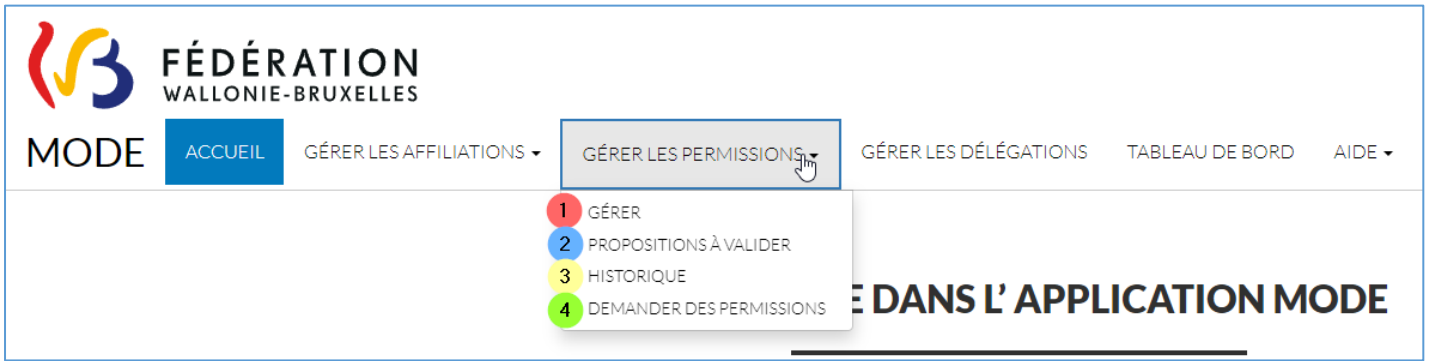 FÉDÉRATION
WALLONIE-BRUXELLES
MODE ACCUEIL GÉRER LES AFFILIATIONS GÉRER LES PERMISSIONS GÉRER LES DÉLÉGATIONS TABLEAU DE BORD AIDE
1 GÉRER
2 PROPOSITIONS À VALIDER
3 HISTORIQUE
4 DEMANDER DES PERMISSIONS
E DANS L' APPLICATION MODE